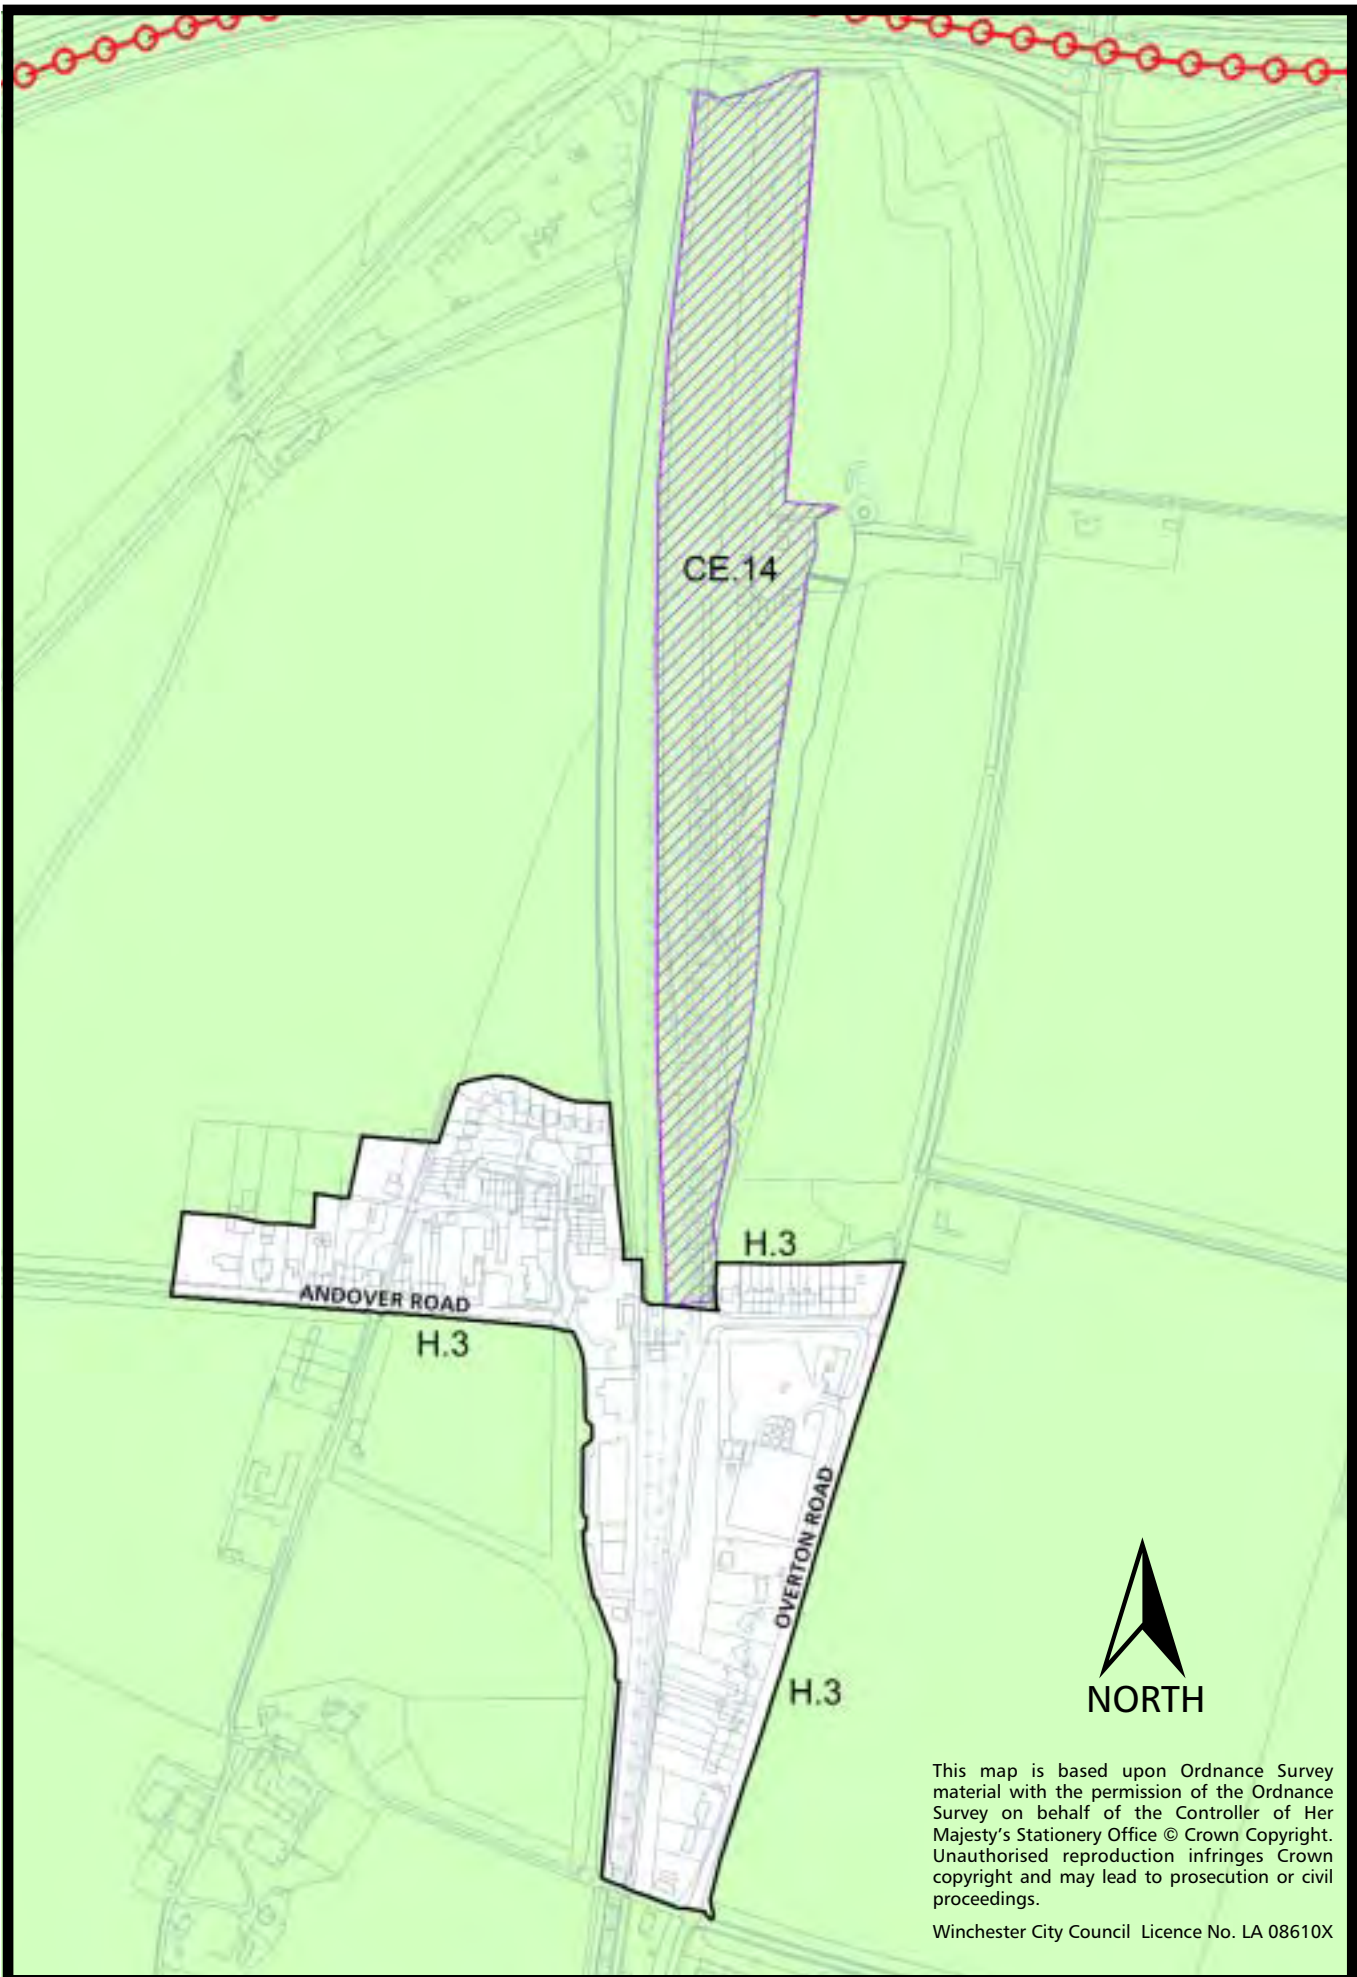 CE.14
H.3
ANDOVER ROAD
H.3
OVERTON ROAD
H.3
NORTH
This map is based upon Ordnance Survey
material with the permission of the Ordnance
Survey on behalf of the Controller of Her
Majesty's Stationery Office © Crown Copyright.
Unauthorised reproduction infringes Crown
copyright and may lead to prosecution or civil
proceedings.
Winchester City Council Licence No. LA 08610X